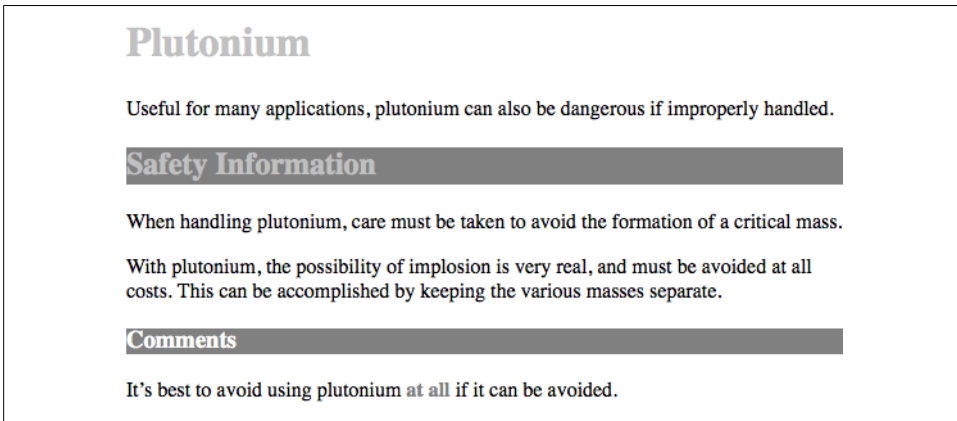 Plutonium
Useful for many applications, plutonium can also be dangerous if improperly handled.
Safety Information
When handling plutonium, care must be taken to avoid the formation of a critical mass.
With plutonium, the possibility of implosion is very real, and must be avoided at all
costs. This can be accomplished by keeping the various masses separate.
Comments
It’s best to avoid using plutonium at all if it can be avoided.